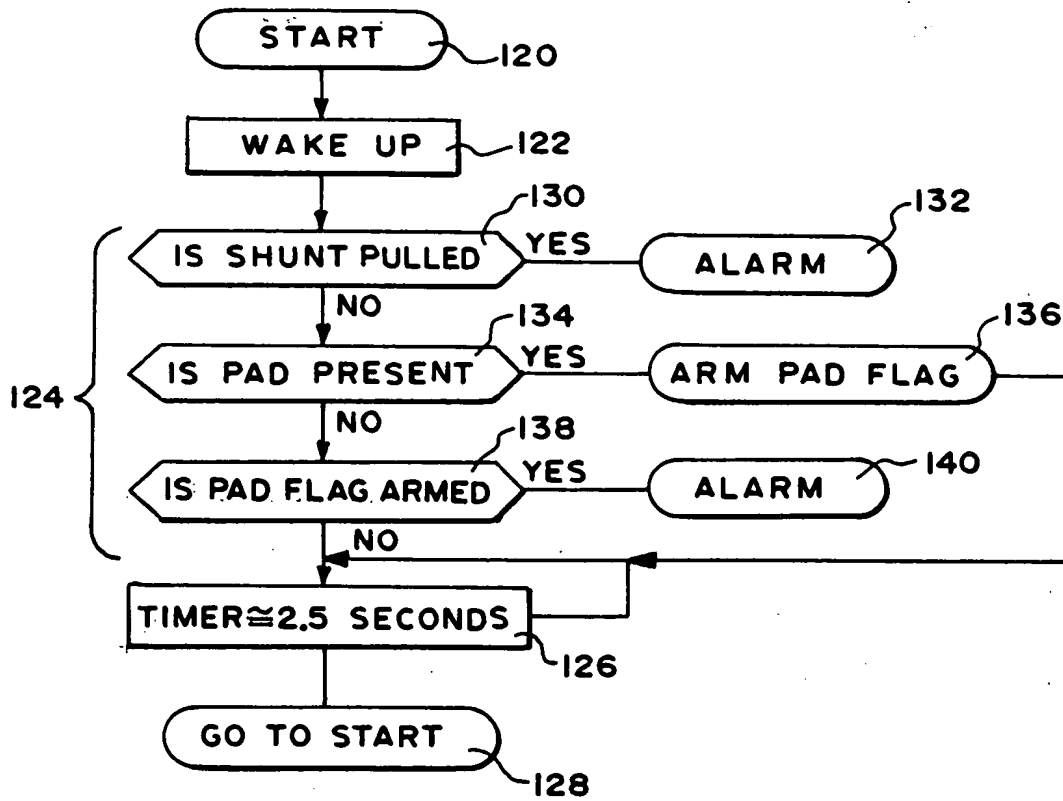 START
120
WAKE UP
122
130
132
IS SHUNT PULLED
YES
ALARM
NO
134
136
IS PAD PRESENT
YES
ARM PAD FLAG
124
NO
138
140
IS PAD FLAG ARMED
YES
ALARM
NO
TIMER≅2.5 SECONDS
126
GO TO START
128